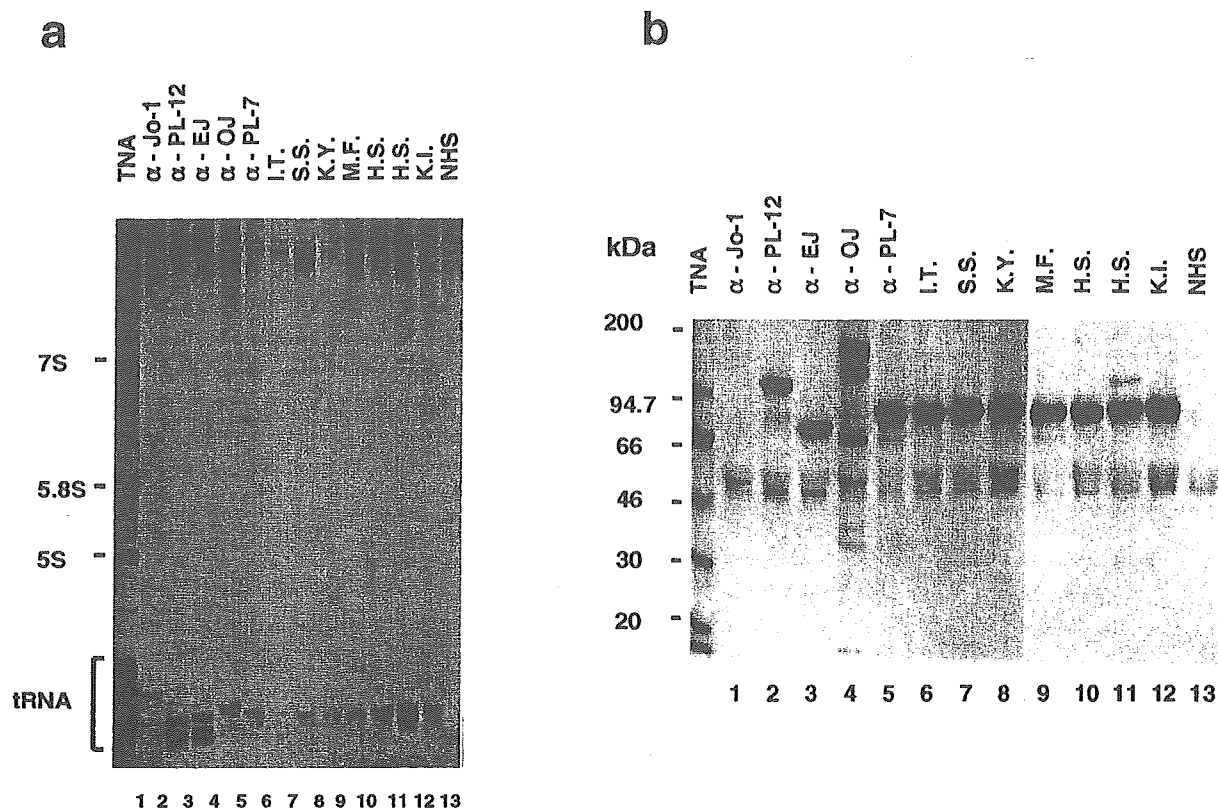 a
TNA
α - Jo-1
α - PL-12
α - EJ
α - OJ
α - PL-7
I.T.
S.S.
K.Y.
M.F.
H.S.
H.S.
K.I.
NHS
7S
5.8S
5S
tRNA
1 2 3 4 5 6 7 8 9 10 11 12 13
b
kDa
TNA
α - Jo-1
α - PL-12
α - EJ
α - OJ
α - PL-7
I.T.
S.S.
K.Y.
M.F.
H.S.
H.S.
K.I.
NHS
200
94.7
66
46
30
20
1 2 3 4 5 6 7 8 9 10 11 12 13